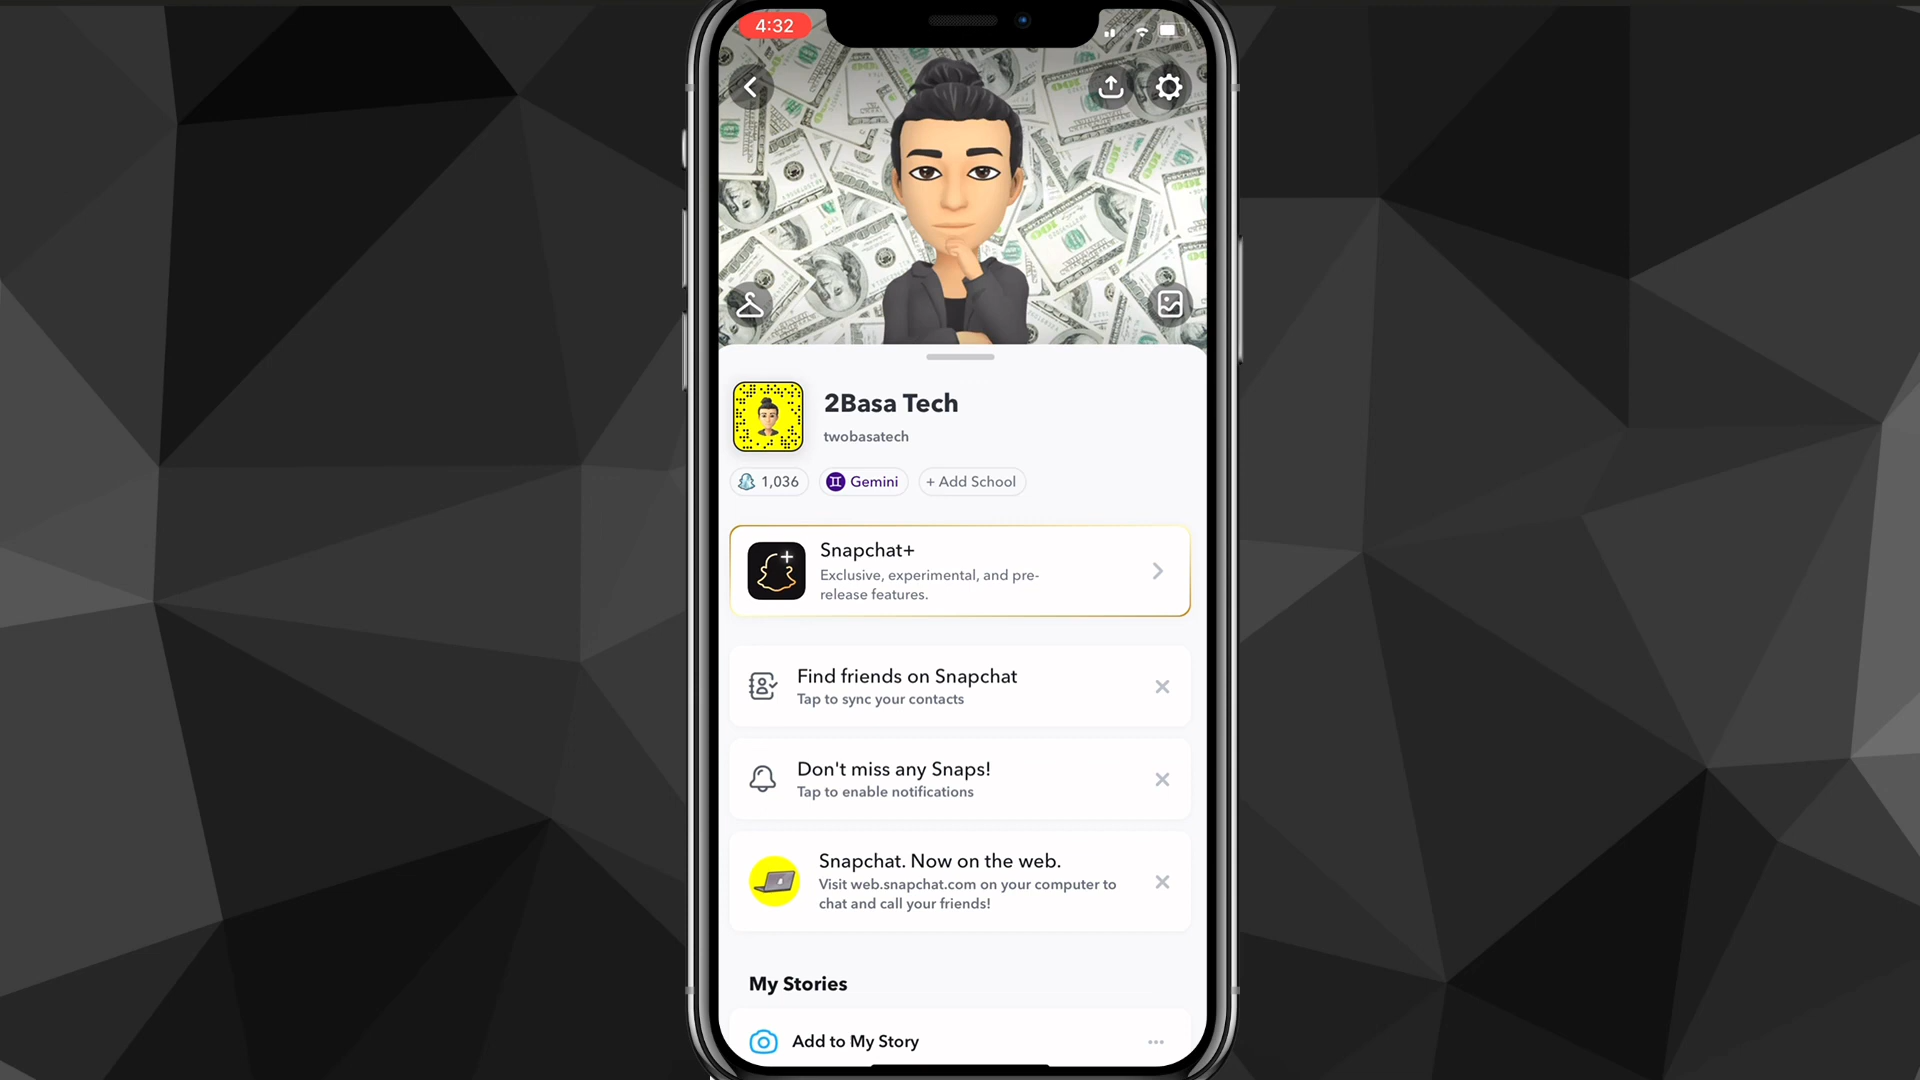 4:32
2Basa Tech
twobasatech
1,036
Gemini
+ Add School
Snapchat+
Exclusive, experimental, and pre-
release features.
Find friends on Snapchat
Tap to sync your contacts
Don't miss any Snaps!
Tap to enable notifications
Snapchat. Now on the web.
Visit web.snapchat.com on your computer to
chat and call your friends!
My Stories
Add to My Story